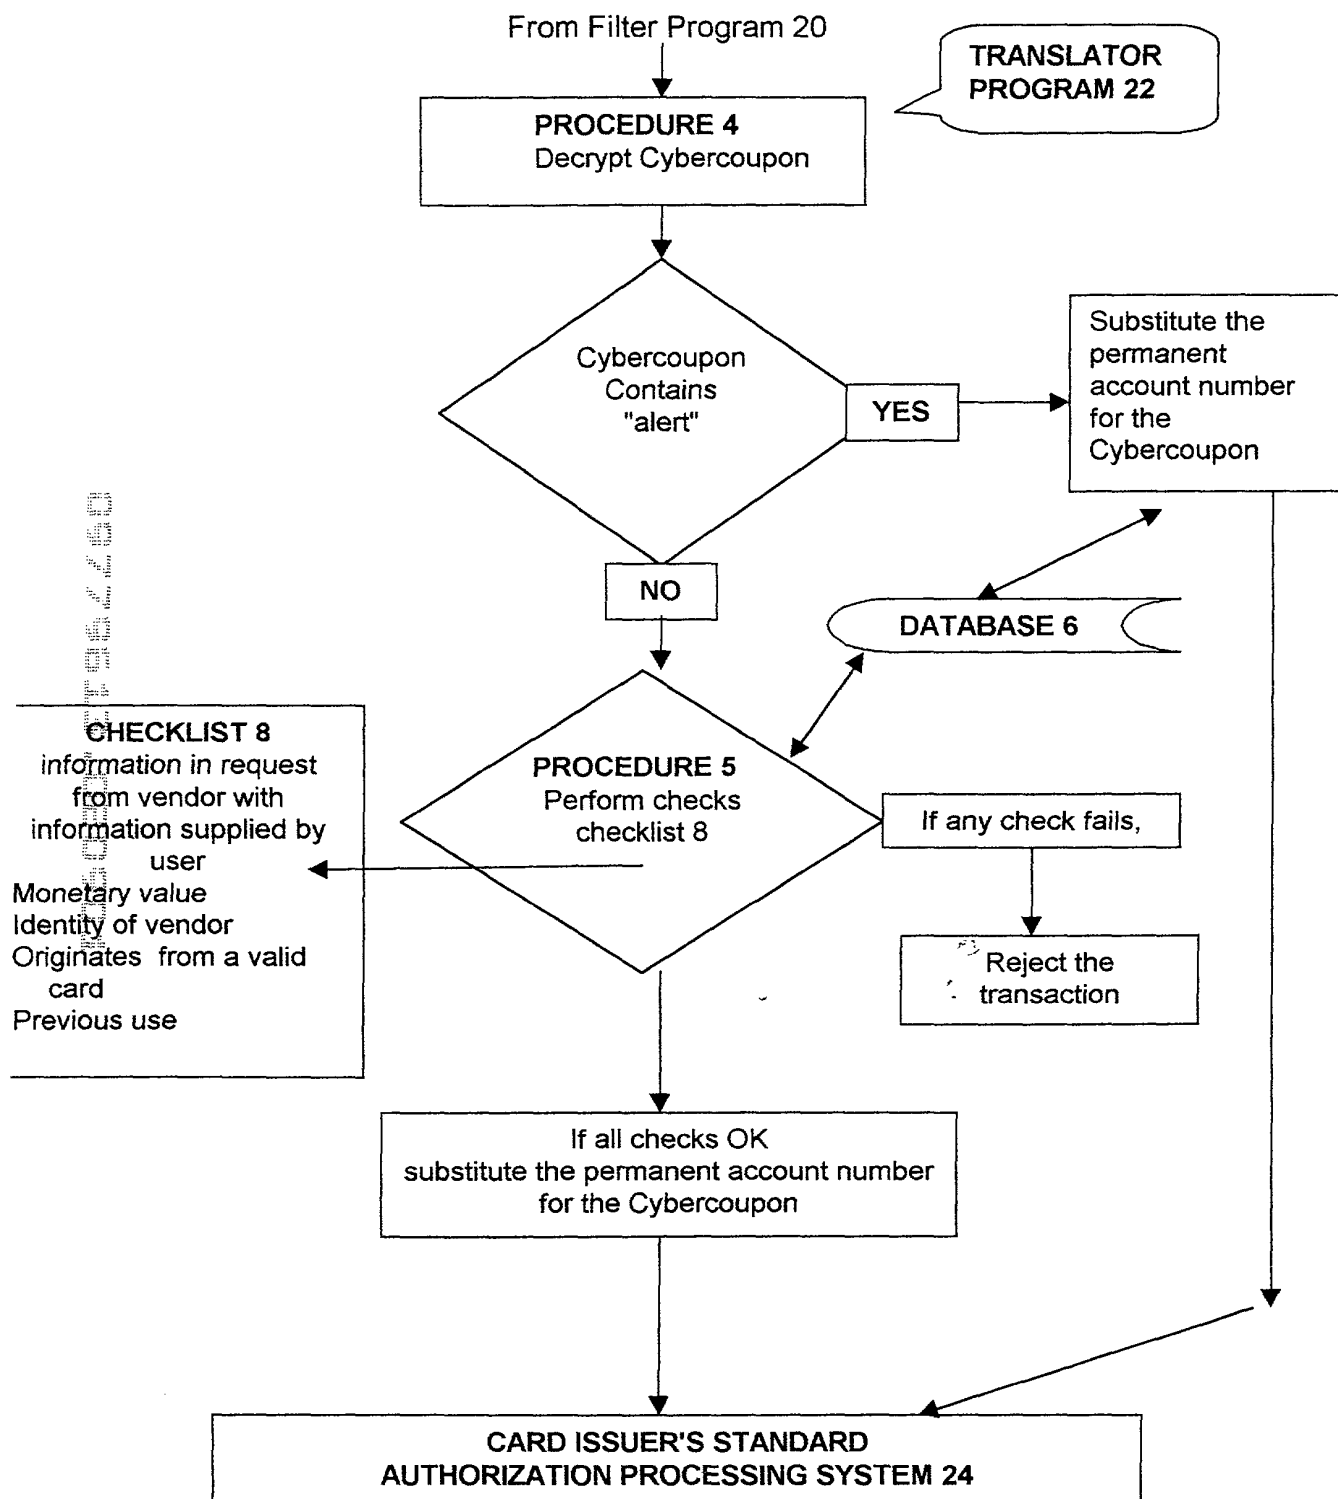 From Filter Program 20
TRANSLATOR
PROGRAM 22
PROCEDURE 4
Decrypt Cybercoupon
Cybercoupon
Contains
"alert"
YES
Substitute the
permanent
account number
for the
Cybercoupon
NO
DATABASE 6
CHECKLIST 8
information in request
from vendor with
information supplied by
user
Monetary value
Identity of vendor
Originates from a valid
card
Previous use
PROCEDURE 5
Perform checks
checklist 8
If any check fails,
Reject the
transaction
If all checks OK
substitute the permanent account number
for the Cybercoupon
CARD ISSUER'S STANDARD
AUTHORIZATION PROCESSING SYSTEM 24